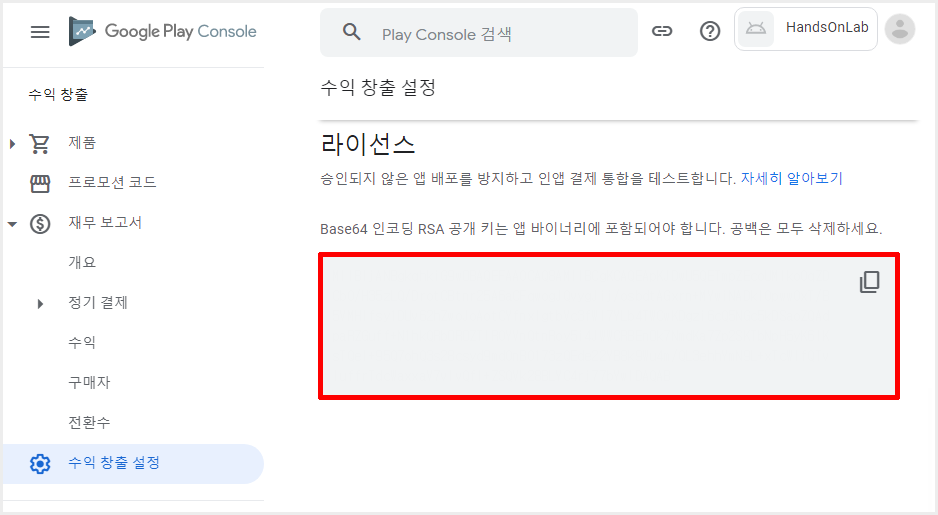 Google Play Console
Play Console 검색
HandsOnLab
수익 창출
제품
프로모션 코드
재무 보고서
개요
정기 결제
수익
구매자
전환수
수익 창출 설정
수익 창출 설정
라이선스
승인되지 않은 앱 배포를 방지하고 인앱 결제 통합을 테스트합니다. 자세히 알아보기
Base64 인코딩 RSA 공개 키는 앱 바이너리에 포함되어야 합니다. 공백은 모두 삭제하세요.